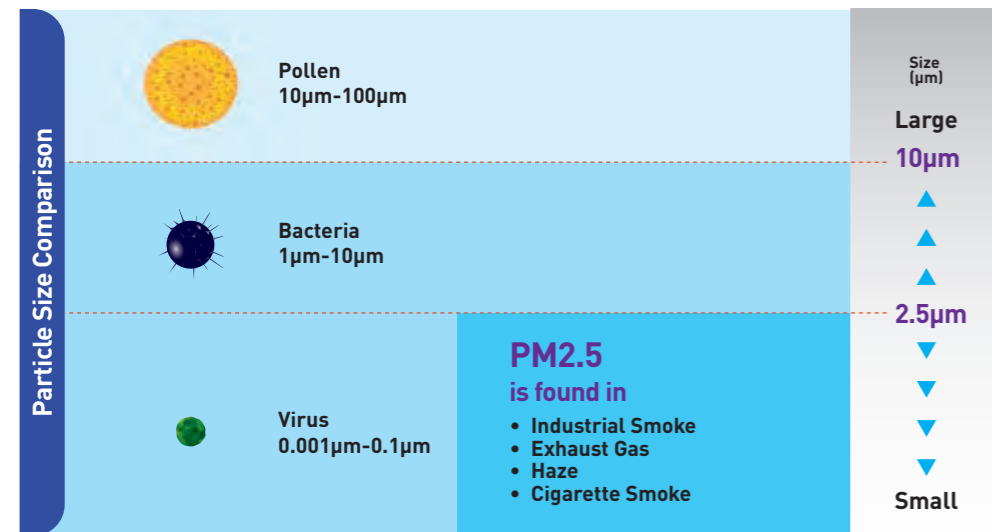 Particle Size Comparison
Pollen
10µm-100µm
Bacteria
1µm-10µm
Virus
0.001µm-0.1µm
PM2.5
is found in
• Industrial Smoke
• Exhaust Gas
• Haze
• Cigarette Smoke
Size
(µm)
Large
10µm
2.5µm
Small